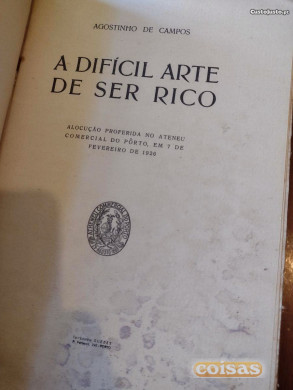 AGOSTINHO DE CAMPOS
A DIFÍCIL ARTE
DE SER RICO
ALOCUÇÃO PROFERIDA NO ATENEU
COMERCIAL DO PÔRTO, EM 7 DE
FEVEREIRO DE 1936
coisas